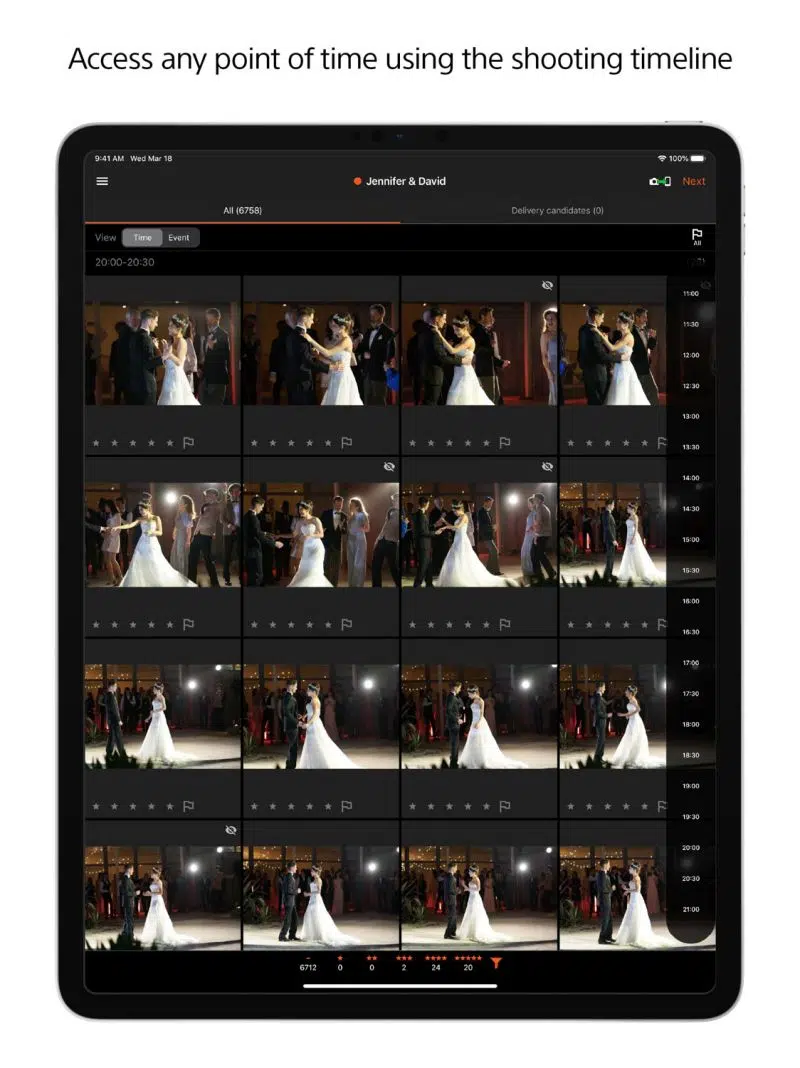 Access any point of time using the shooting timeline
9:41 AM Wed Mar 18
100%
Jennifer & David
Next
All (6758)
Delivery candidates (0)
View Time Event
All
20:00-20:30
11:00
11:30
12:00
12:30
13:00
13:30
14:00
14:30
15:00
15:30
16:00
16:30
17:00
17:30
18:00
18:30
19:00
19:30
20:00
20:30
21:00
6712 0 0 2 24 20